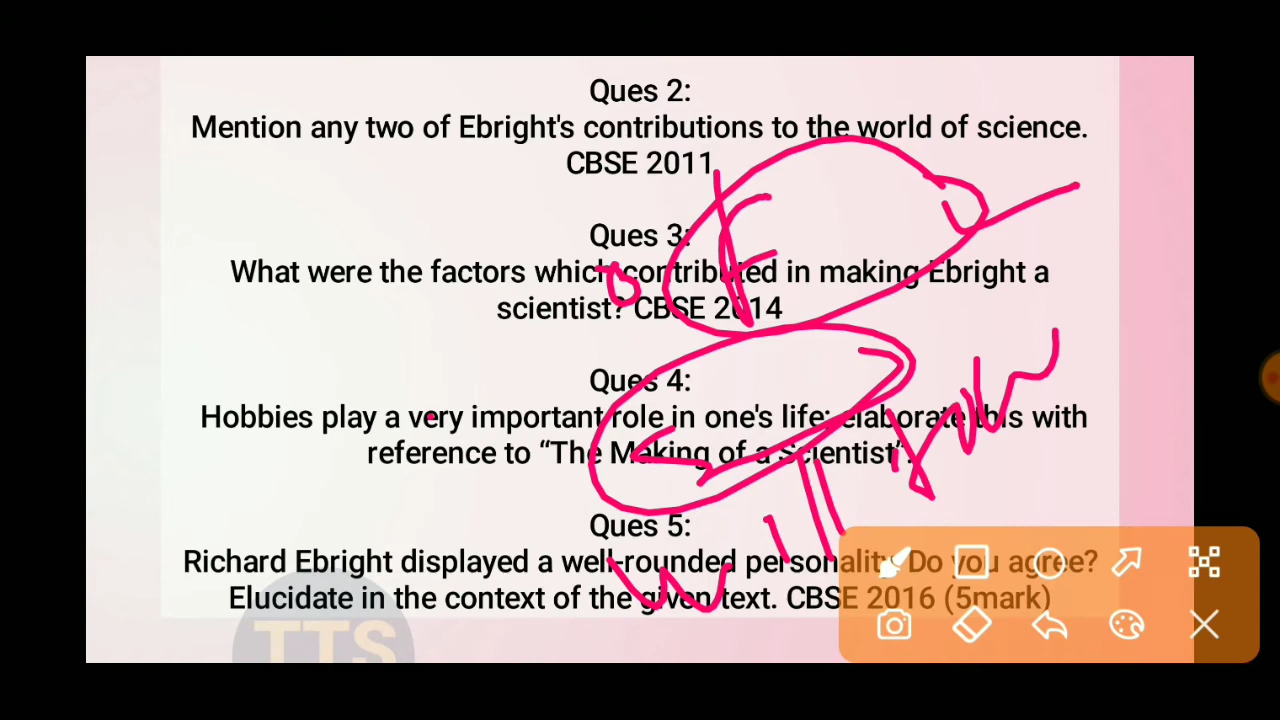 Ques 2:
Mention any two of Ebright's contributions to the world of science.
CBSE 2011
Ques 3:
What were the factors which contributed in making Ebright a
scientist? CBSE 2014
Ques 4:
Hobbies play a very important role in one's life; elaborate this with
reference to “The Making of a Scientist”.
Ques 5:
Richard Ebright displayed a well-rounded personality. Do you agree?
Elucidate in the context of the given text. CBSE 2016 (5mark)
TTS